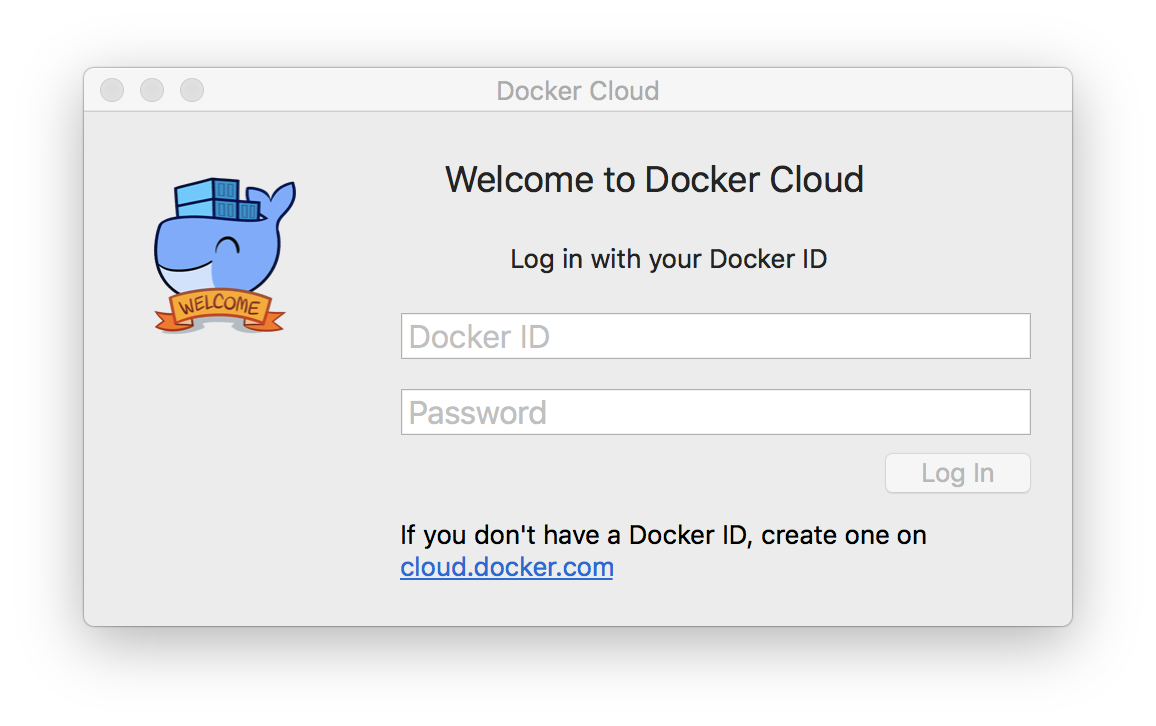 Docker Cloud
Welcome to Docker Cloud
Log in with your Docker ID
WELCOME
Docker ID
Password
Log In
If you don't have a Docker ID, create one on
cloud.docker.com